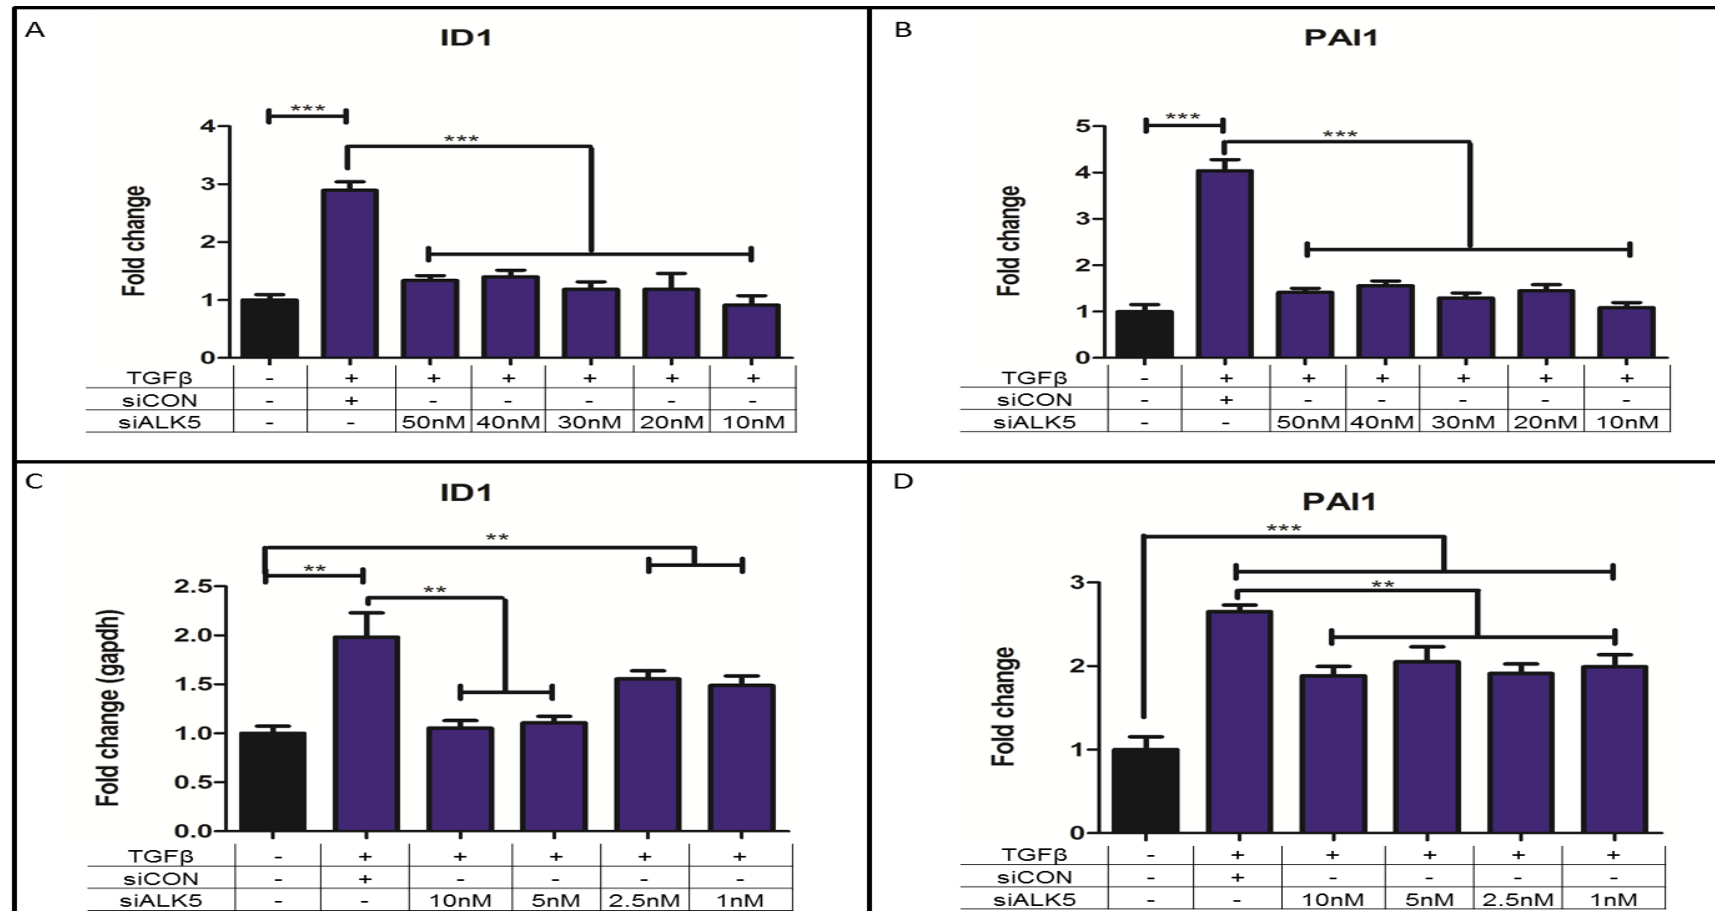 A
ID1
***
***
Fold change
4
3
2
1
0
TGFβ - + + + + + +
siCON - + - - - - -
siALK5 - - 50nM 40nM 30nM 20nM 10nM
B
PAI1
***
***
Fold change
5
4
3
2
1
0
TGFβ - + + + + + +
siCON - + - - - - -
siALK5 - - 50nM 40nM 30nM 20nM 10nM
C
ID1
**
**
**
Fold change (gapdh)
2.5
2.0
1.5
1.0
0.5
0.0
TGFβ - + + + + +
siCON - + - - - -
siALK5 - - 10nM 5nM 2.5nM 1nM
D
PAI1
***
**
Fold change
3
2
1
0
TGFβ - + + + + +
siCON - + - - - -
siALK5 - - 10nM 5nM 2.5nM 1nM